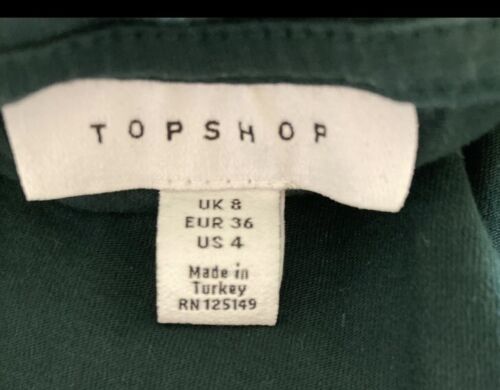 TOPSHOP
UK 8
EUR 36
US 4
Made in
Turkey
RN 125149